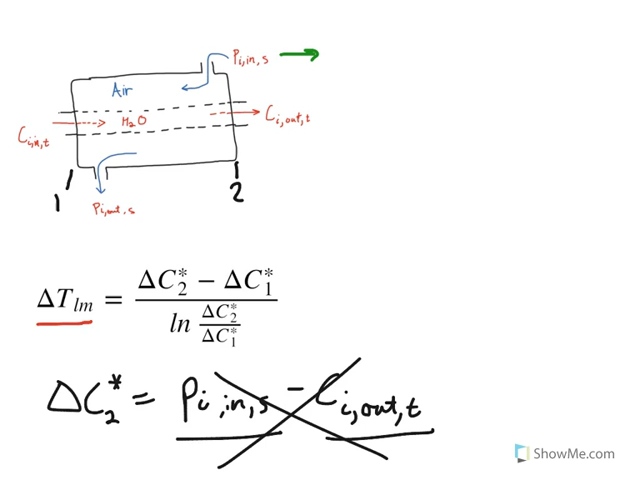 Pi,in,s
Air
H2O
Ci,in,t
Ci,out,t
1
2
Pi,out,s
ΔT_lm = (ΔC₂* − ΔC₁*) / (ln ΔC₂*/ΔC₁*)
ΔC₂* = Pi,in,s − Ci,out,t
ShowMe.com